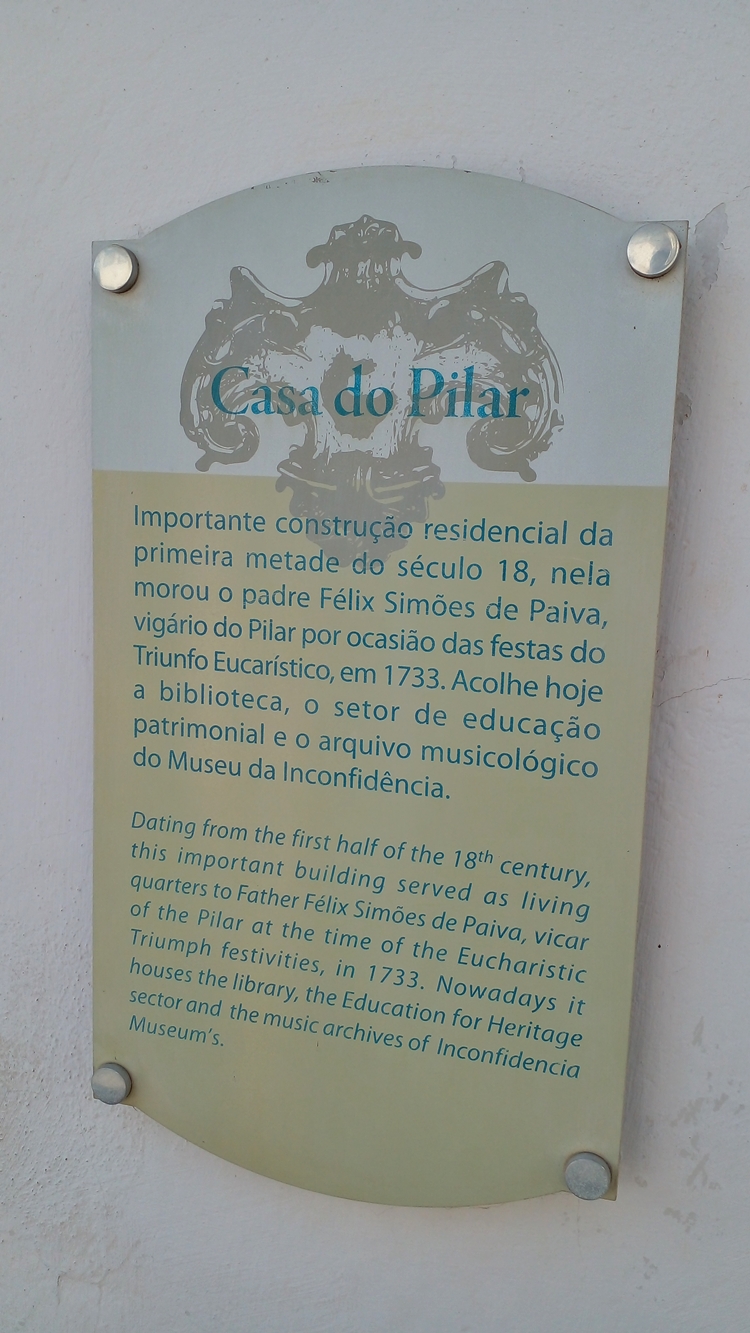 Casa do Pilar
Importante construção residencial da
primeira metade do século 18, nela
morou o padre Félix Simões de Paiva,
vigário do Pilar por ocasião das festas do
Triunfo Eucarístico, em 1733. Acolhe hoje
a biblioteca, o setor de educação
patrimonial e o arquivo musicológico
do Museu da Inconfidência.
Dating from the first half of the 18th century,
this important building served as living
quarters to Father Félix Simões de Paiva, vicar
of the Pilar at the time of the Eucharistic
Triumph festivities, in 1733. Nowadays it
houses the library, the Education for Heritage
sector and the music archives of Inconfidencia
Museum's.